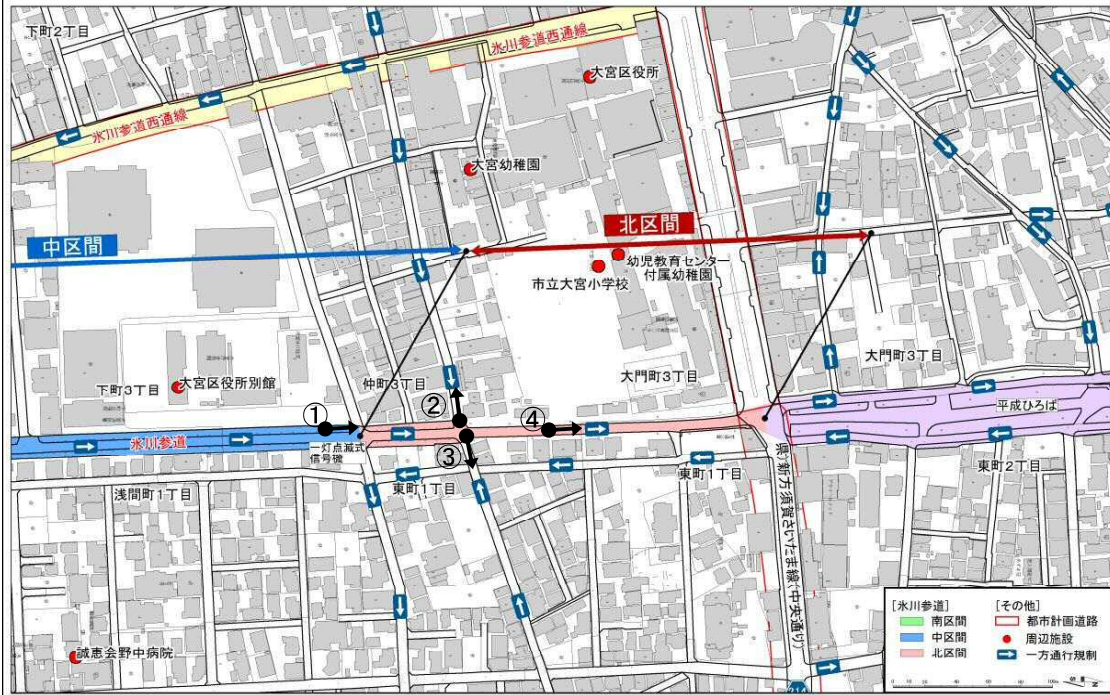 下町2丁目
氷川参道西通線
大宮区役所
氷川参道西通線
大宮幼稚園
中区間
北区間
幼児教育センター
付属幼稚園
市立大宮小学校
大宮区役所別館
下町3丁目
仲町3丁目
大門町3丁目
大門町3丁目
平成ひろば
①
②
③
④
氷川参道
一灯点滅式
信号機
浅間町1丁目
東町1丁目
東町1丁目
東町2丁目
県)新方須賀さいたま線(中央通り)
誠恵会野中病院
214
[氷川参道]
南区間
中区間
北区間
[その他]
都市計画道路
周辺施設
一方通行規制